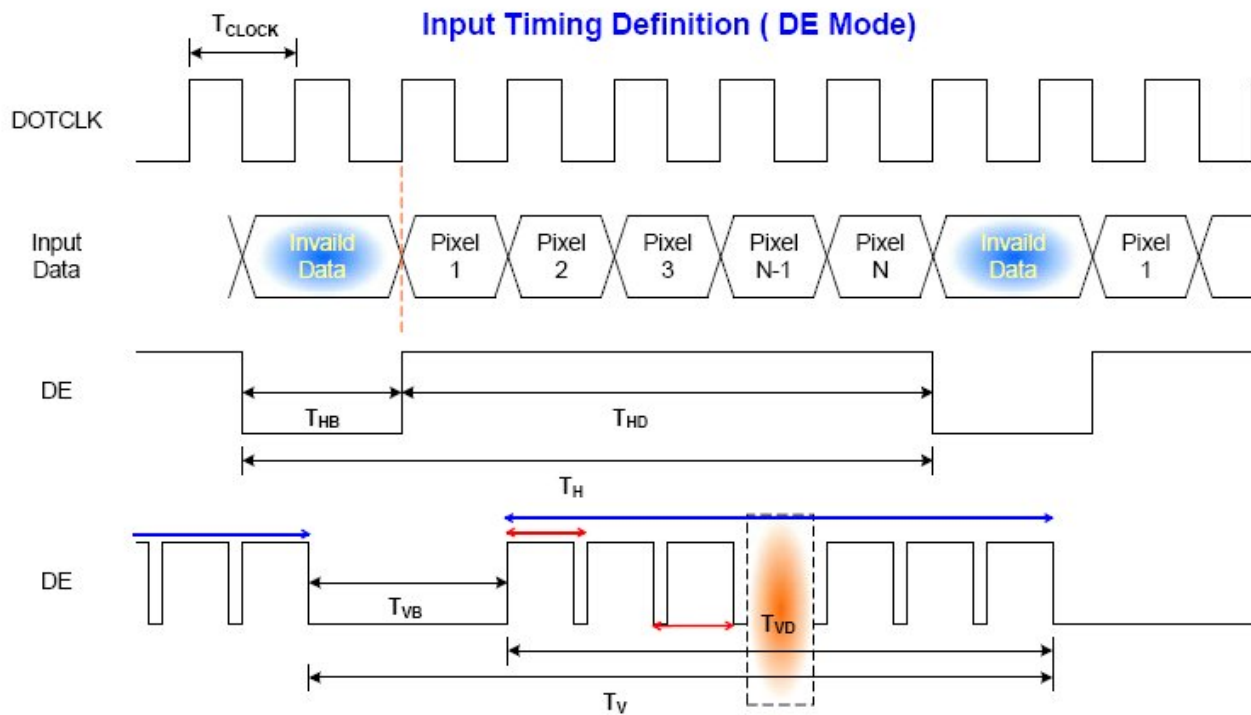 Input Timing Definition ( DE Mode)
TCLOCK
DOTCLK
Input
Data
Invaild
Data
Pixel
1
Pixel
2
Pixel
3
Pixel
N-1
Pixel
N
Invaild
Data
Pixel
1
DE
THB
THD
TH
DE
TVB
TVD
TV